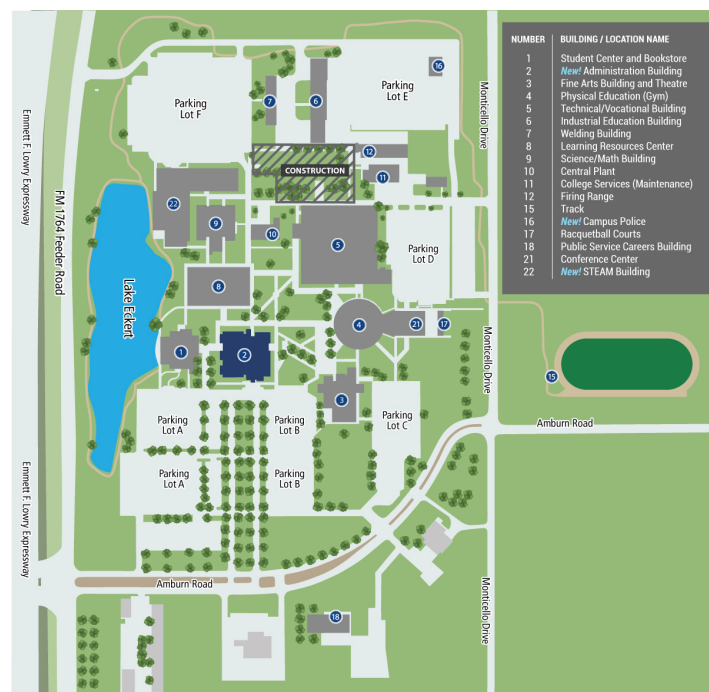 NUMBER BUILDING / LOCATION NAME
1 Student Center and Bookstore
2 New! Administration Building
3 Fine Arts Building and Theatre
4 Physical Education (Gym)
5 Technical/Vocational Building
6 Industrial Education Building
7 Welding Building
8 Learning Resources Center
9 Science/Math Building
10 Central Plant
11 College Services (Maintenance)
12 Firing Range
15 Track
16 New! Campus Police
17 Racquetball Courts
18 Public Service Careers Building
21 Conference Center
22 New! STEAM Building
Emmett F. Lowry Expressway
FM 1764 Feeder Road
Monticello Drive
16
Parking
Lot F
7
6
Parking
Lot E
12
CONSTRUCTION
11
22
9
10
5
Parking
Lot D
Lake Eckert
8
4
21
17
Monticello Drive
1
2
15
3
Parking
Lot A
Parking
Lot B
Parking
Lot C
Amburn Road
Parking
Lot A
Parking
Lot B
Emmett F. Lowry Expressway
Amburn Road
Monticello Drive
18